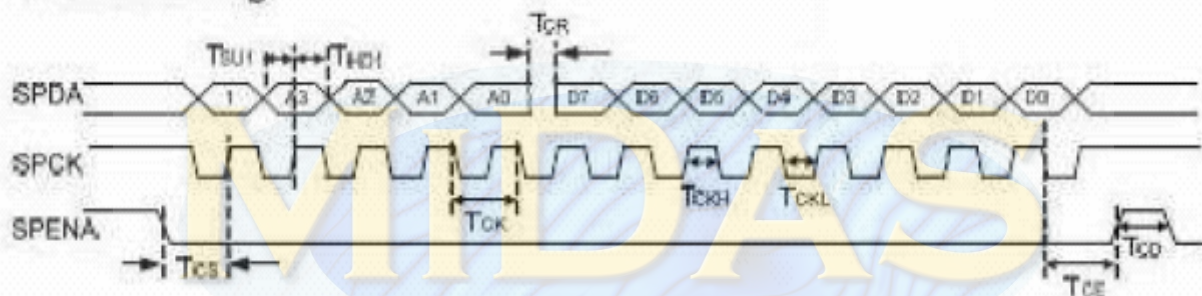 TCR
TSU1 THD1
SPDA 1 A3 A2 A1 A0 D7 D6 D5 D4 D3 D2 D1 D0
SPCK
TCKH TCKL
TCK
SPENA
TCS TCD
TCE
MIDAS